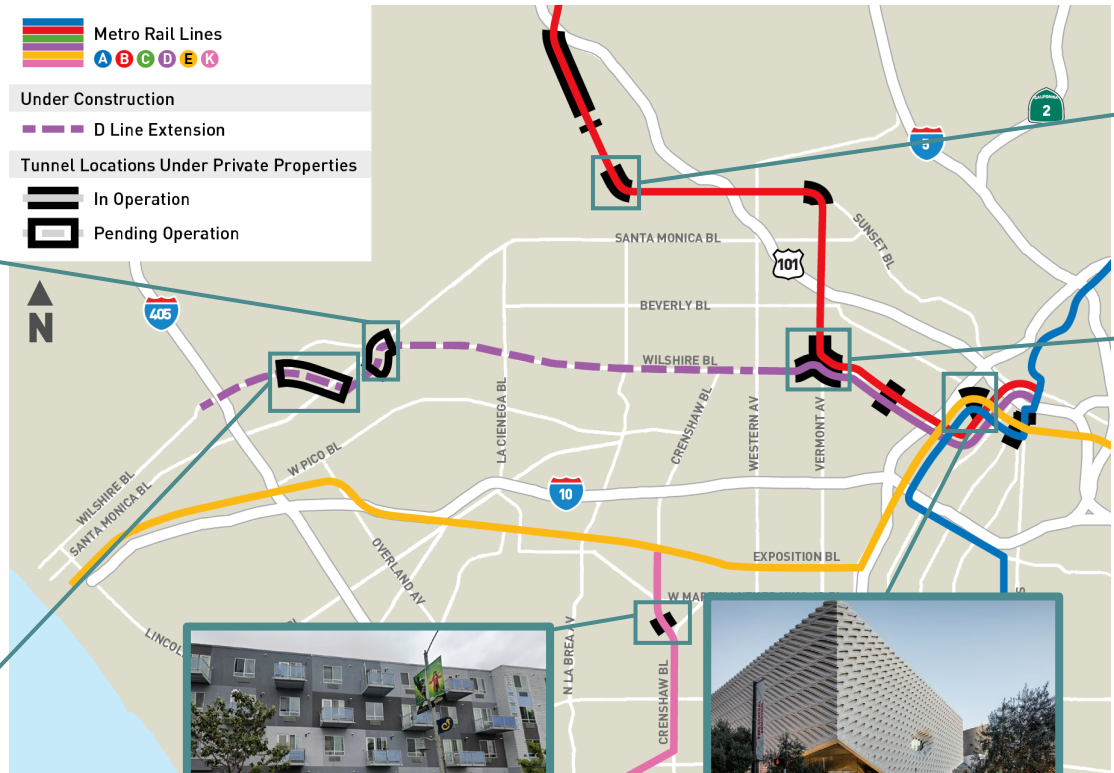 Metro Rail Lines
A B C D E K
Under Construction
D Line Extension
Tunnel Locations Under Private Properties
In Operation
Pending Operation
N
CALIFORNIA
2
5
101
405
10
SANTA MONICA BL
SUNSET BL
BEVERLY BL
WILSHIRE BL
LA CIENEGA BL
CRENSHAW BL
WESTERN AV
VERMONT AV
W PICO BL
WILSHIRE BL
SANTA MONICA BL
OVERLAND AV
EXPOSITION BL
N LA BREA AV
CRENSHAW BL